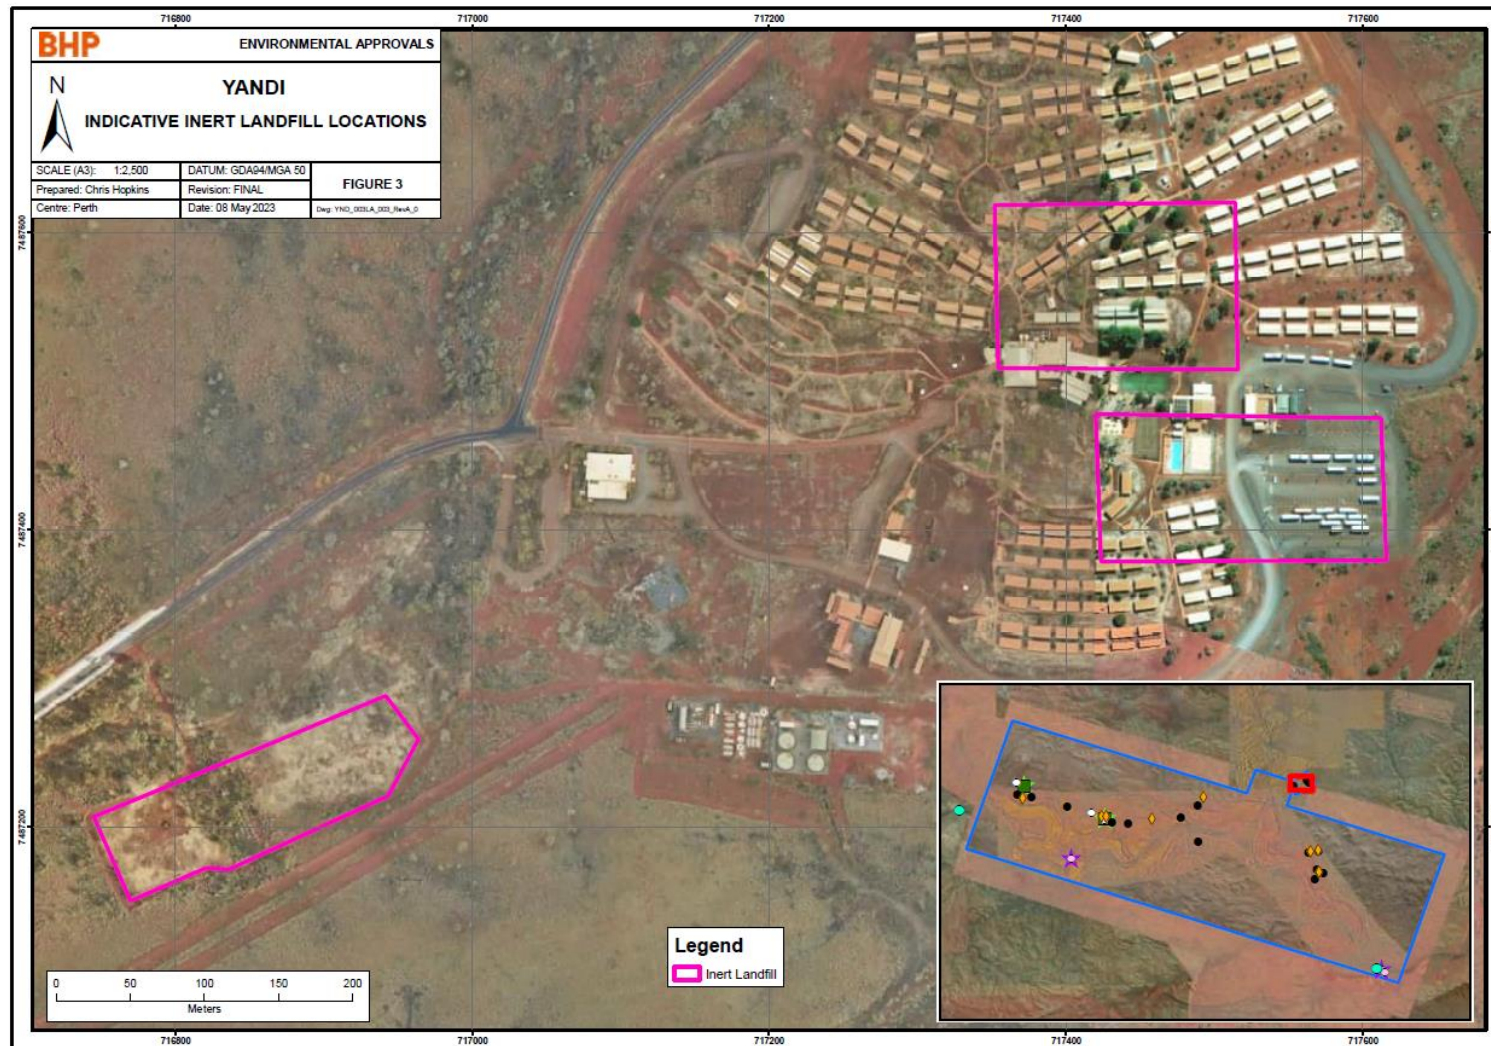 716800
717000
717200
717400
717600
BHP
ENVIRONMENTAL APPROVALS
N
YANDI
INDICATIVE INERT LANDFILL LOCATIONS
SCALE (A3): 1:2,500
DATUM: GDA94/MGA 50
FIGURE 3
Prepared: Chris Hopkins
Revision: FINAL
Centre: Perth
Date: 08 May 2023
Dwg: YND_003LA_003_RevA_0
7487600
7487400
7487200
Legend
Inert Landfill
0
50
100
150
200
Meters
716800
717000
717200
717400
717600